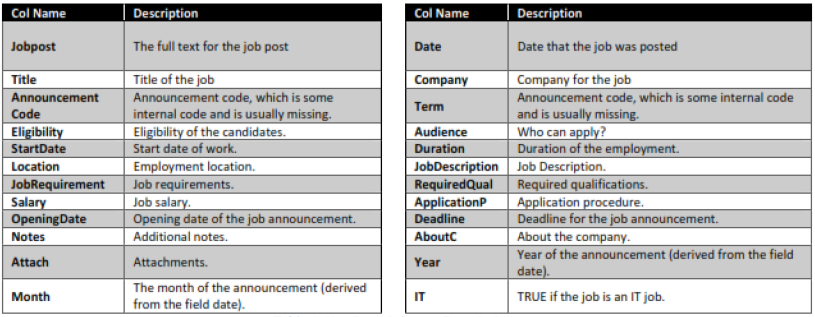 Col Name Description
Jobpost The full text for the job post
Title Title of the job
Announcement
Code
Announcement code, which is some
internal code and is usually missing.
Eligibility Eligibility of the candidates.
StartDate Start date of work.
Location Employment location.
JobRequirement Job requirements.
Salary Job salary.
OpeningDate Opening date of the job announcement.
Notes Additional notes.
Attach Attachments.
Month
The month of the announcement (derived
from the field date).
Col Name Description
Date Date that the job was posted
Company Company for the job
Term
Announcement code, which is some internal code
and is usually missing.
Audience Who can apply?
Duration Duration of the employment.
JobDescription Job Description.
RequiredQual Required qualifications.
ApplicationP Application procedure.
Deadline Deadline for the job announcement.
AboutC About the company.
Year
Year of the announcement (derived from the field
date).
IT TRUE if the job is an IT job.